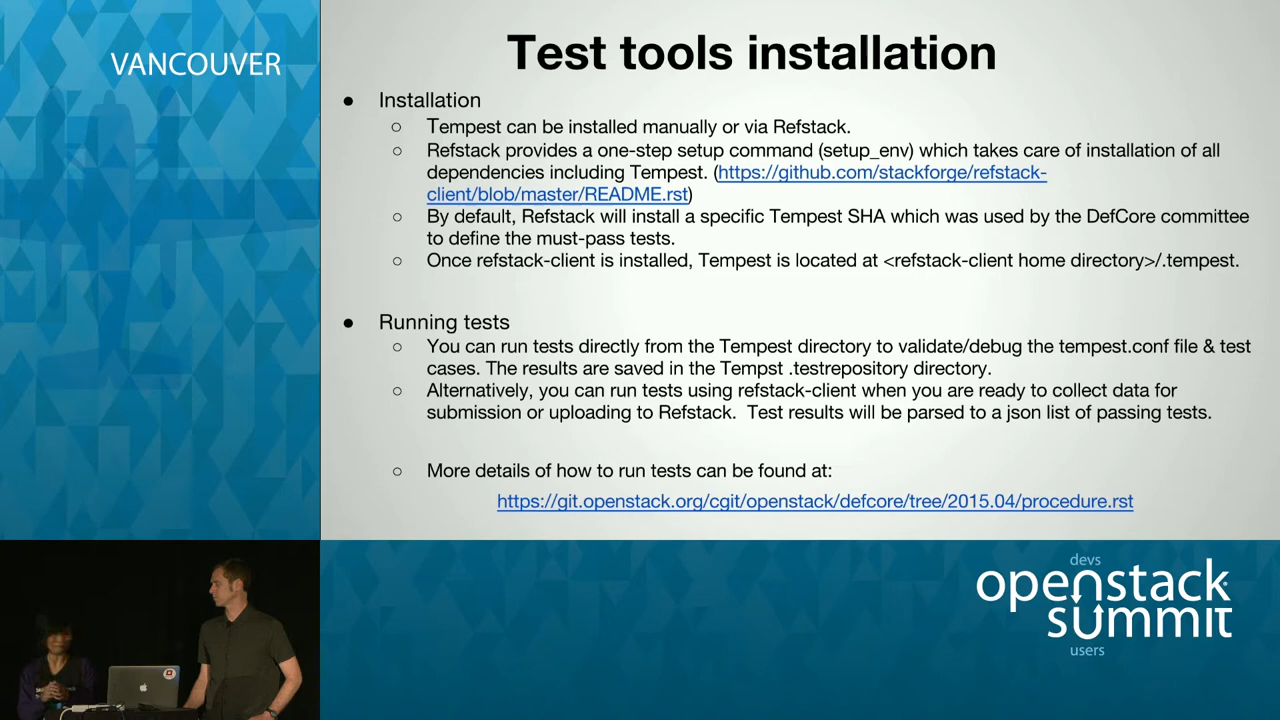 VANCOUVER
Test tools installation
● Installation
○ Tempest can be installed manually or via Refstack.
○ Refstack provides a one-step setup command (setup_env) which takes care of installation of all
dependencies including Tempest. (https://github.com/stackforge/refstack-
client/blob/master/README.rst)
○ By default, Refstack will install a specific Tempest SHA which was used by the DefCore committee
to define the must-pass tests.
○ Once refstack-client is installed, Tempest is located at <refstack-client home directory>/.tempest.
● Running tests
○ You can run tests directly from the Tempest directory to validate/debug the tempest.conf file & test
cases. The results are saved in the Tempst .testrepository directory.
○ Alternatively, you can run tests using refstack-client when you are ready to collect data for
submission or uploading to Refstack. Test results will be parsed to a json list of passing tests.
○ More details of how to run tests can be found at:
https://git.openstack.org/cgit/openstack/defcore/tree/2015.04/procedure.rst
devs
openstack
summit
users